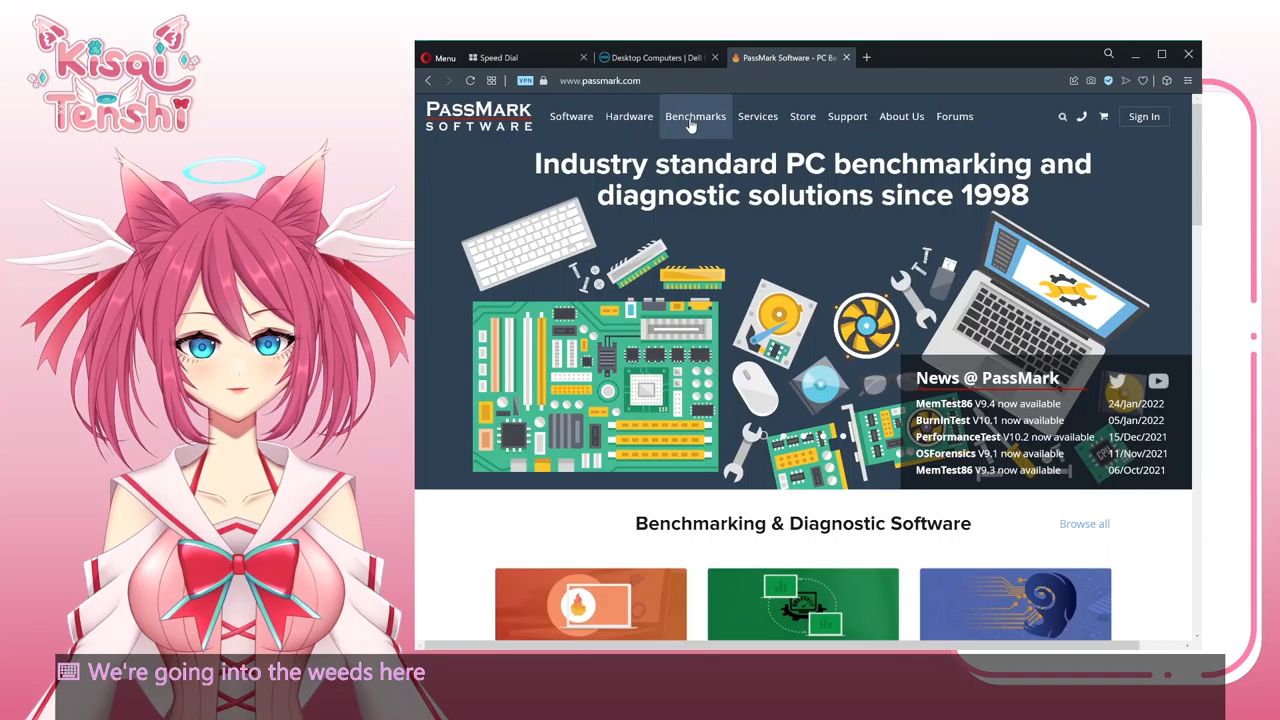 Kisai
Tenshi
Menu
Speed Dial
Desktop Computers | Dell
PassMark Software - PC Be
VPN
www.passmark.com
PASSMARK
SOFTWARE
Software
Hardware
Benchmarks
Services
Store
Support
About Us
Forums
Sign In
Industry standard PC benchmarking and
diagnostic solutions since 1998
News @ PassMark
MemTest86 V9.4 now available 24/Jan/2022
BurnInTest V10.1 now available 05/Jan/2022
PerformanceTest V10.2 now available 15/Dec/2021
OSForensics V9.1 now available 11/Nov/2021
MemTest86 V9.3 now available 06/Oct/2021
Benchmarking & Diagnostic Software
Browse all
We're going into the weeds here